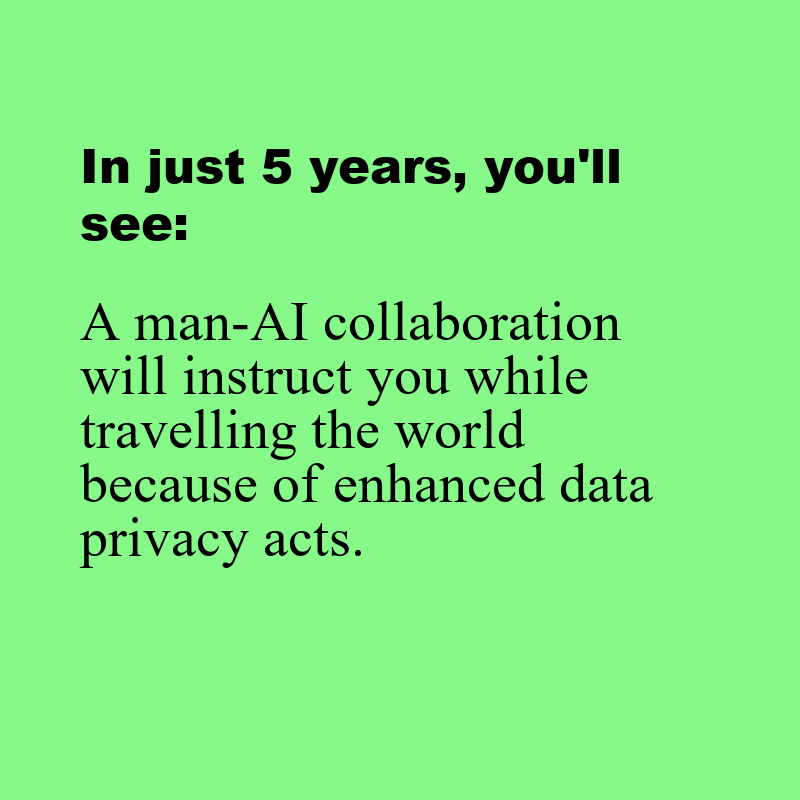 In just 5 years, you'll
see:
A man-AI collaboration
will instruct you while
travelling the world
because of enhanced data
privacy acts.